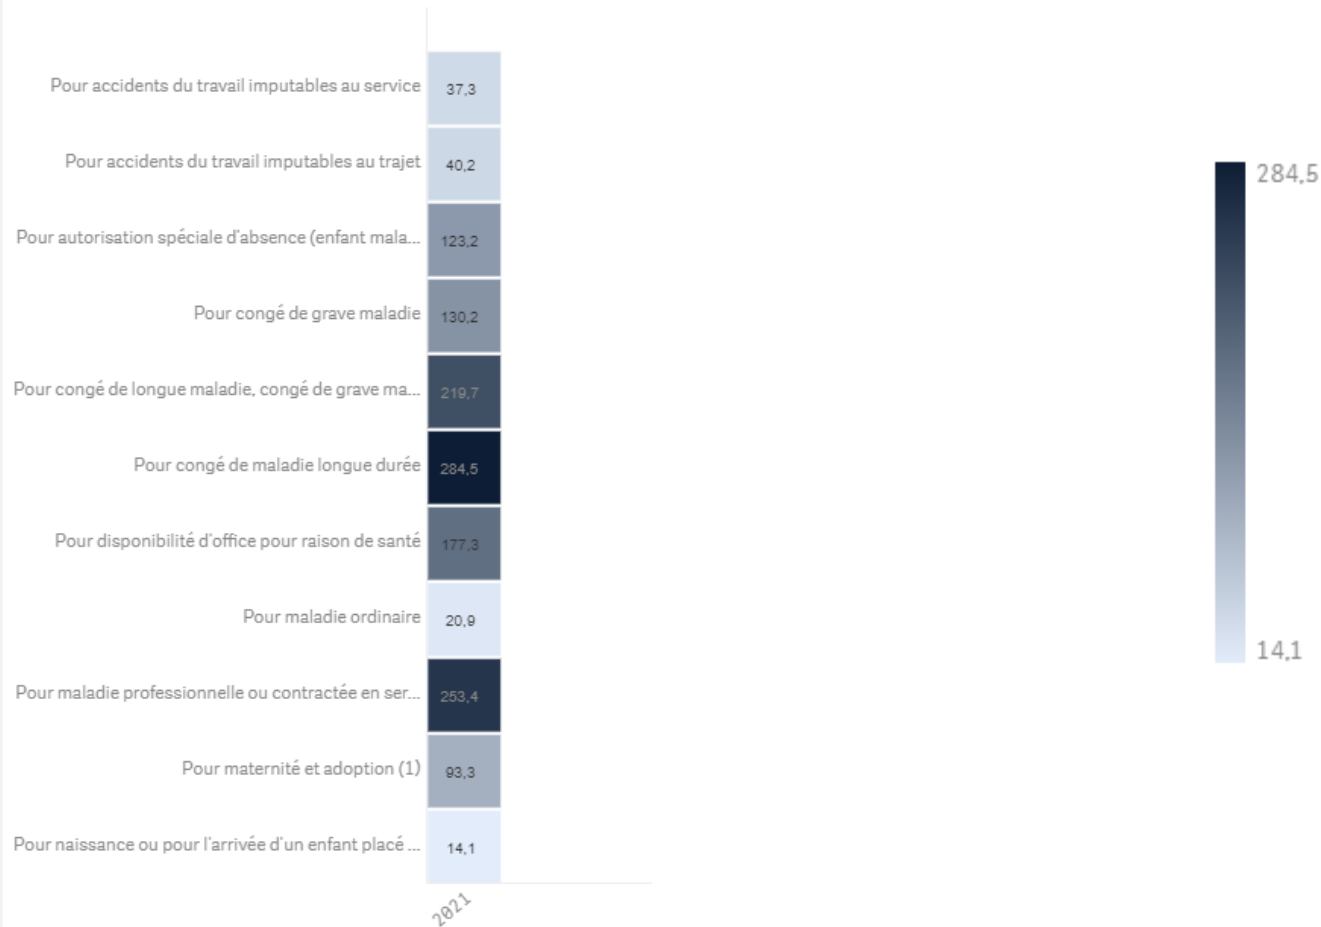 Pour accidents du travail imputables au service 37,3
Pour accidents du travail imputables au trajet 40,2
Pour autorisation spéciale d'absence (enfant mala... 123,2
Pour congé de grave maladie 130,2
Pour congé de longue maladie, congé de grave ma... 219,7
Pour congé de maladie longue durée 284,5
Pour disponibilité d'office pour raison de santé 177,3
Pour maladie ordinaire 20,9
Pour maladie professionnelle ou contractée en ser... 253,4
Pour maternité et adoption (1) 93,3
Pour naissance ou pour l'arrivée d'un enfant placé ... 14,1
2021
284,5
14,1